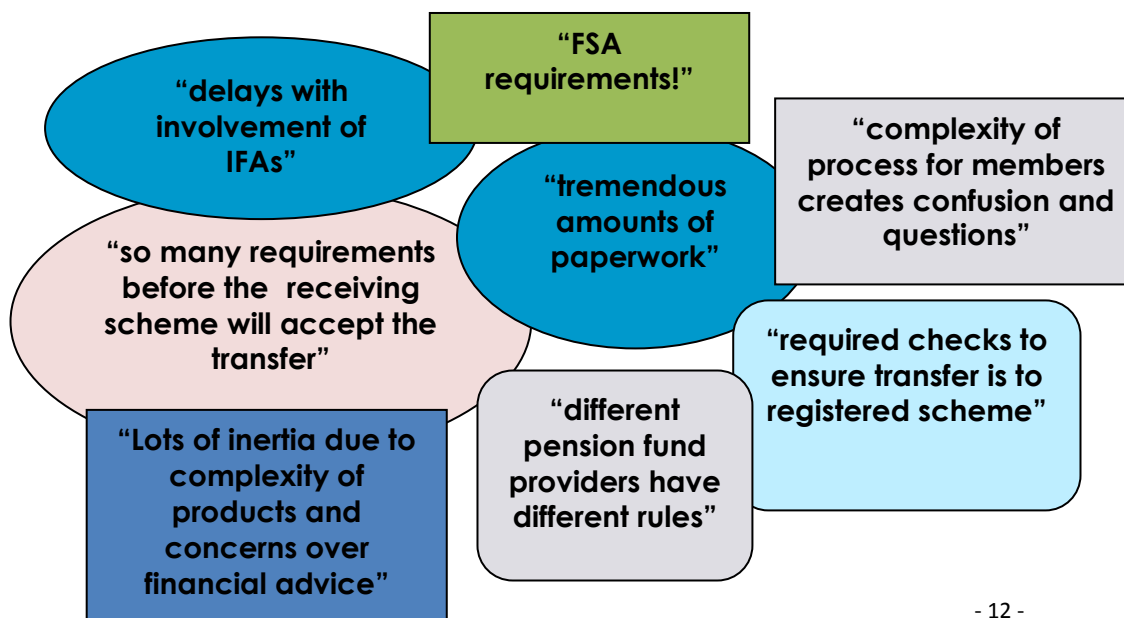 “FSA
requirements!”
“delays with
involvement of
IFAs”
“complexity of
process for members
creates confusion and
questions”
“tremendous
amounts of
paperwork”
“so many requirements
before the  receiving
scheme will accept the
transfer”
“required checks to
ensure transfer is to
registered scheme”
“different
pension fund
providers have
different rules”
“Lots of inertia due to
complexity of
products and
concerns over
financial advice”
- 12 -